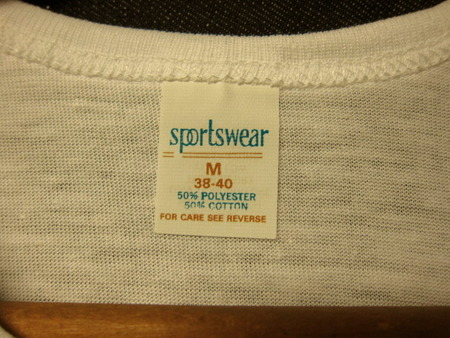 sportswear
M
38-40
50% POLYESTER
50% COTTON
FOR CARE SEE REVERSE